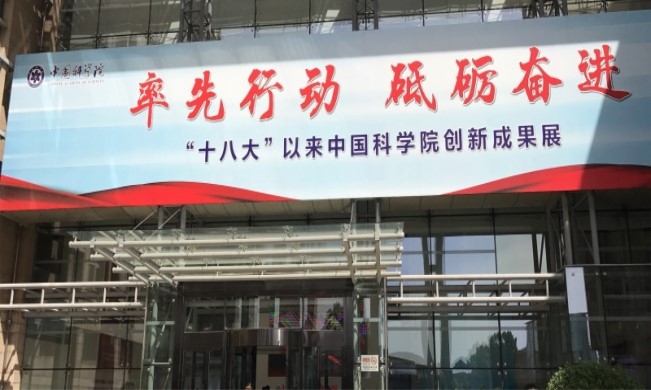 中国科学院
率先行动 砥砺奋进
“十八大”以来中国科学院创新成果展